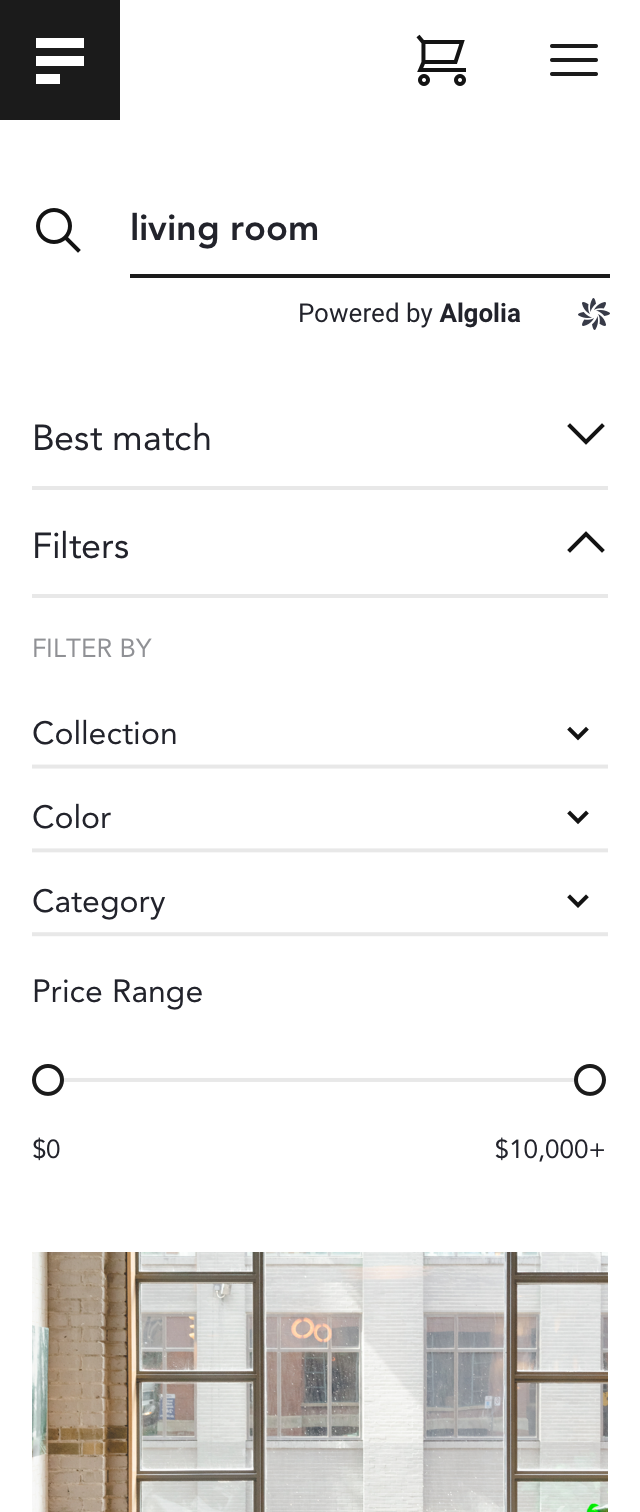 living room
Powered by Algolia
Best match
Filters
FILTER BY
Collection
Color
Category
Price Range
$0 $10,000+